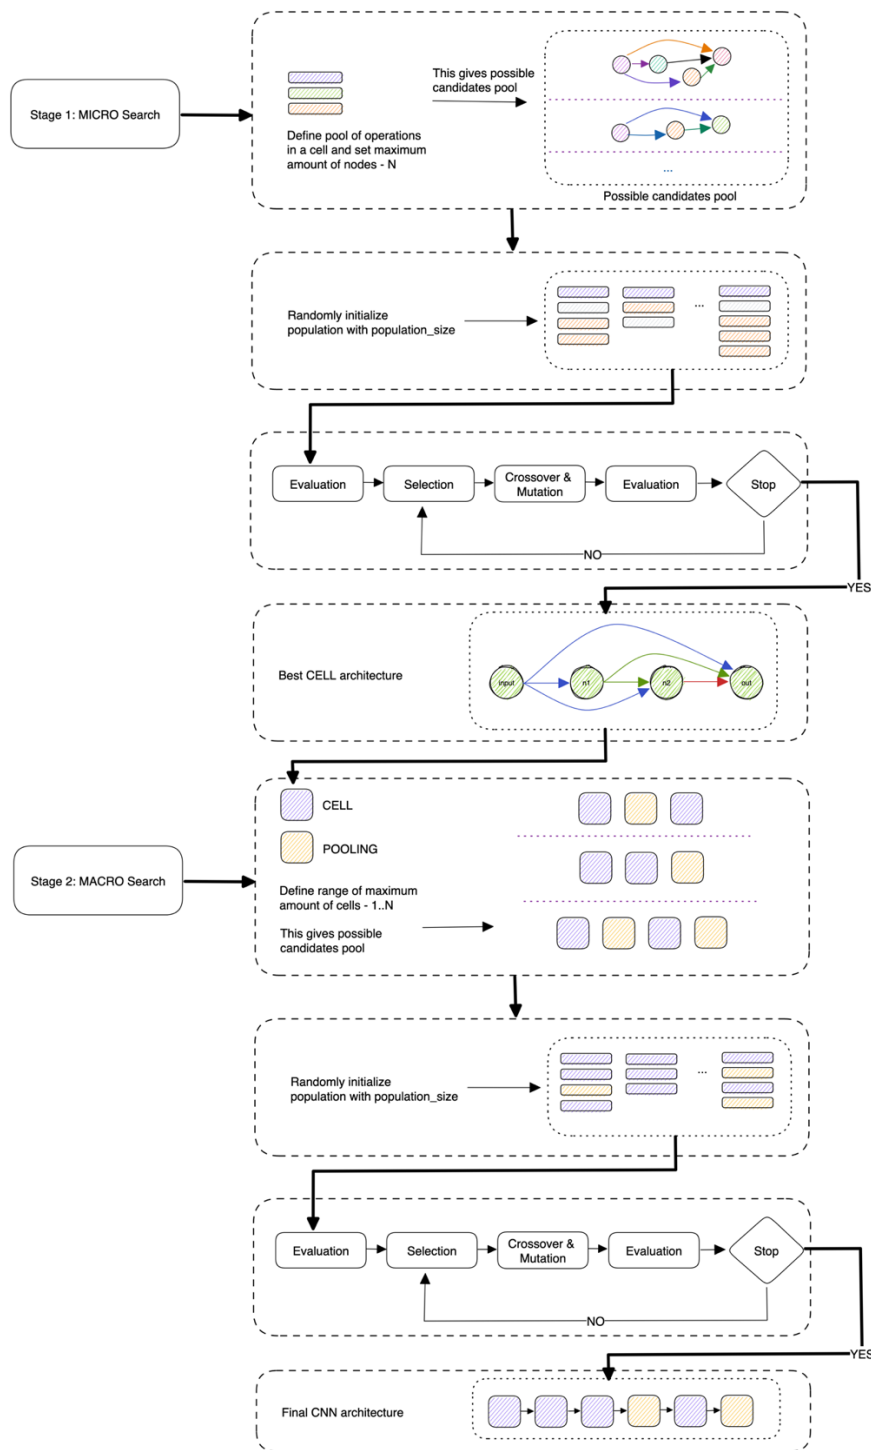 Stage 1: MICRO Search
Define pool of operations
in a cell and set maximum
amount of nodes - N
This gives possible
candidates pool
...
Possible candidates pool
Randomly initialize
population with population_size
...
Evaluation
Selection
Crossover &
Mutation
Evaluation
Stop
NO
YES
Best CELL architecture
input
n1
n2
out
Stage 2: MACRO Search
CELL
POOLING
Define range of maximum
amount of cells - 1..N
This gives possible
candidates pool
Randomly initialize
population with population_size
...
Evaluation
Selection
Crossover &
Mutation
Evaluation
Stop
NO
YES
Final CNN architecture